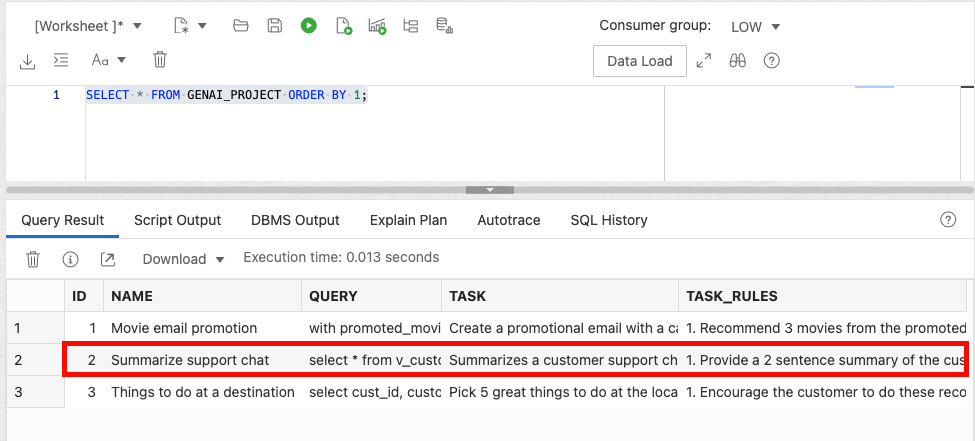 [Worksheet ]*
Consumer group: LOW
Aa
Data Load
1 SELECT * FROM GENAI_PROJECT ORDER BY 1;
Query Result Script Output DBMS Output Explain Plan Autotrace SQL History
Download Execution time: 0.013 seconds
ID NAME QUERY TASK TASK_RULES
1 1 Movie email promotion with promoted_movi Create a promotional email with a ca 1. Recommend 3 movies from the promoted
2 2 Summarize support chat select * from v_custo Summarizes a customer support ch 1. Provide a 2 sentence summary of the cus
3 3 Things to do at a destination select cust_id, custo Pick 5 great things to do at the loca 1. Encourage the customer to do these reco